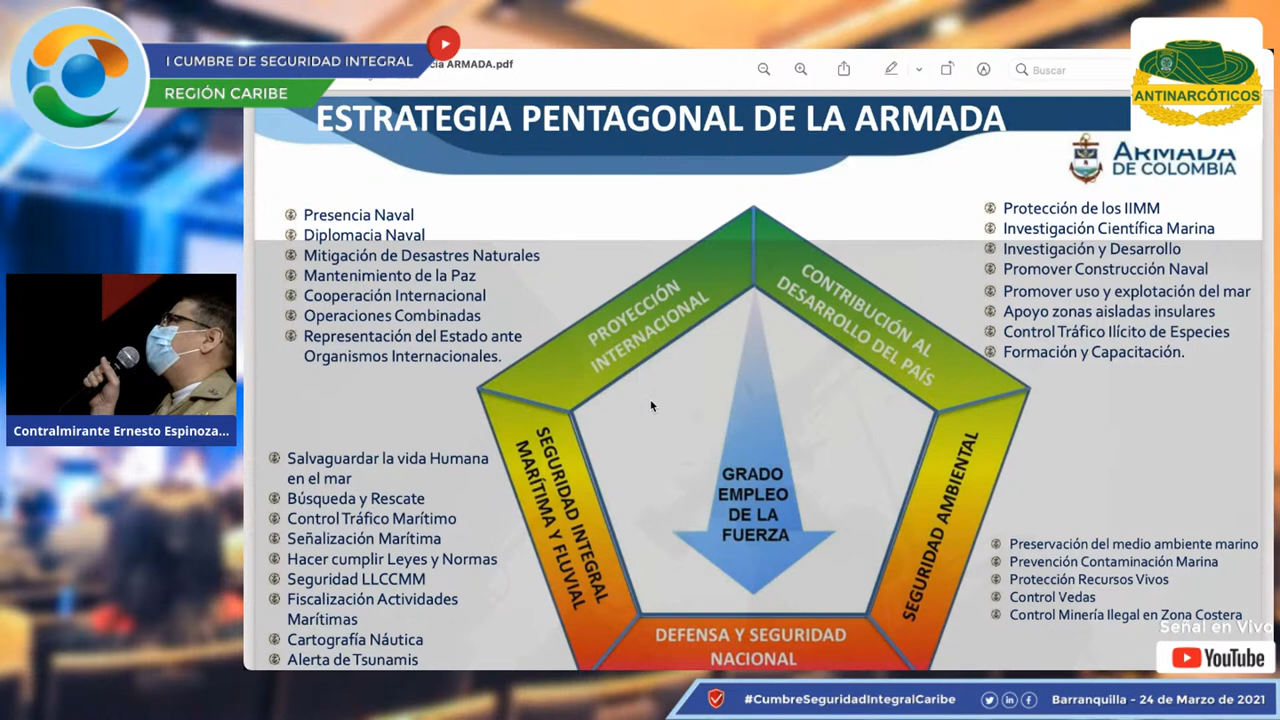 I CUMBRE DE SEGURIDAD INTEGRAL
REGIÓN CARIBE
ARMADA.pdf
Buscar
ANTINARCÓTICOS
ESTRATEGIA PENTAGONAL DE LA ARMADA
ARMADA
DE COLOMBIA
Presencia Naval
Diplomacia Naval
Mitigación de Desastres Naturales
Mantenimiento de la Paz
Cooperación Internacional
Operaciones Combinadas
Representación del Estado ante
Organismos Internacionales.
Protección de los IIMM
Investigación Científica Marina
Investigación y Desarrollo
Promover Construcción Naval
Promover uso y explotación del mar
Apoyo zonas aisladas insulares
Control Tráfico Ilícito de Especies
Formación y Capacitación.
PROYECCIÓN
INTERNACIONAL
CONTRIBUCIÓN AL
DESARROLLO DEL PAÍS
Contralmirante Ernesto Espinoza...
Salvaguardar la vida Humana
en el mar
Búsqueda y Rescate
Control Tráfico Marítimo
Señalización Marítima
Hacer cumplir Leyes y Normas
Seguridad LLCCMM
Fiscalización Actividades
Marítimas
Cartografía Náutica
Alerta de Tsunamis
SEGURIDAD INTEGRAL
MARÍTIMA Y FLUVIAL
GRADO
EMPLEO
DE LA
FUERZA
SEGURIDAD AMBIENTAL
Preservación del medio ambiente marino
Prevención Contaminación Marina
Protección Recursos Vivos
Control Vedas
Control Minería Ilegal en Zona Costera
DEFENSA Y SEGURIDAD
NACIONAL
Señal en Vivo
YouTube
#CumbreSeguridadIntegralCaribe
Barranquilla - 24 de Marzo de 2021